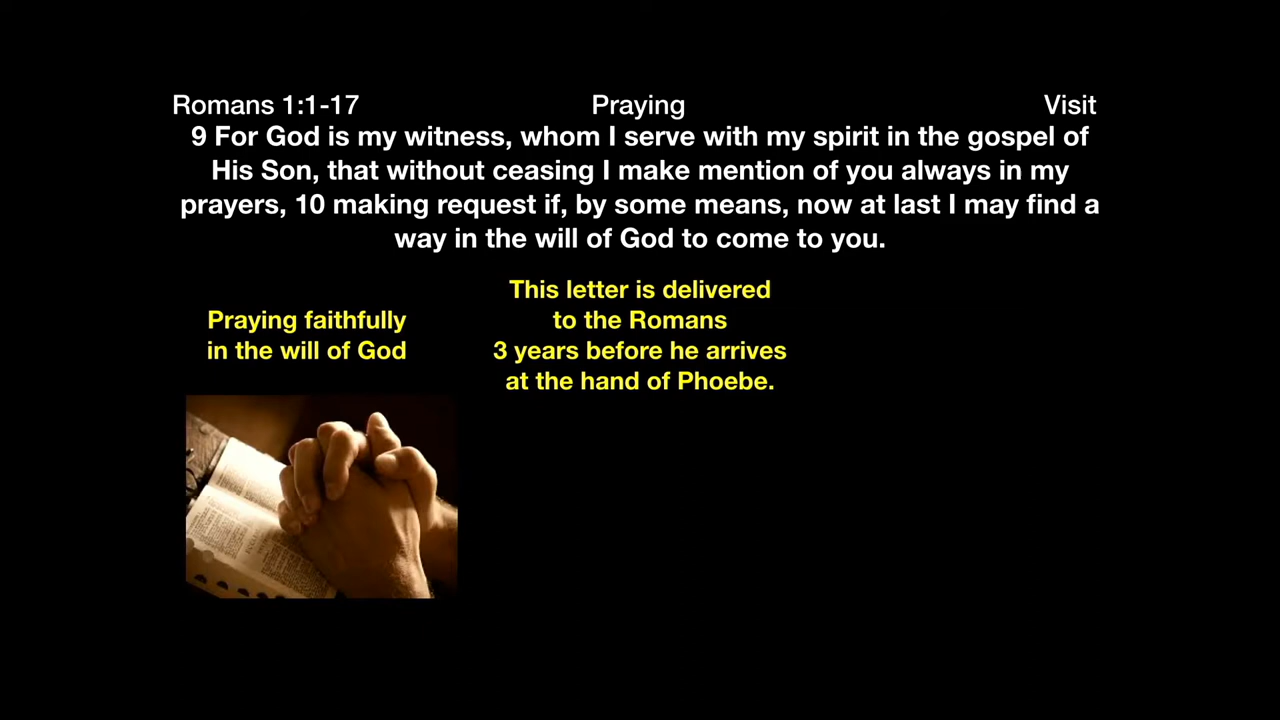 Romans 1:1-17 Praying Visit
9 For God is my witness, whom I serve with my spirit in the gospel of
His Son, that without ceasing I make mention of you always in my
prayers, 10 making request if, by some means, now at last I may find a
way in the will of God to come to you.
Praying faithfully
in the will of God
This letter is delivered
to the Romans
3 years before he arrives
at the hand of Phoebe.